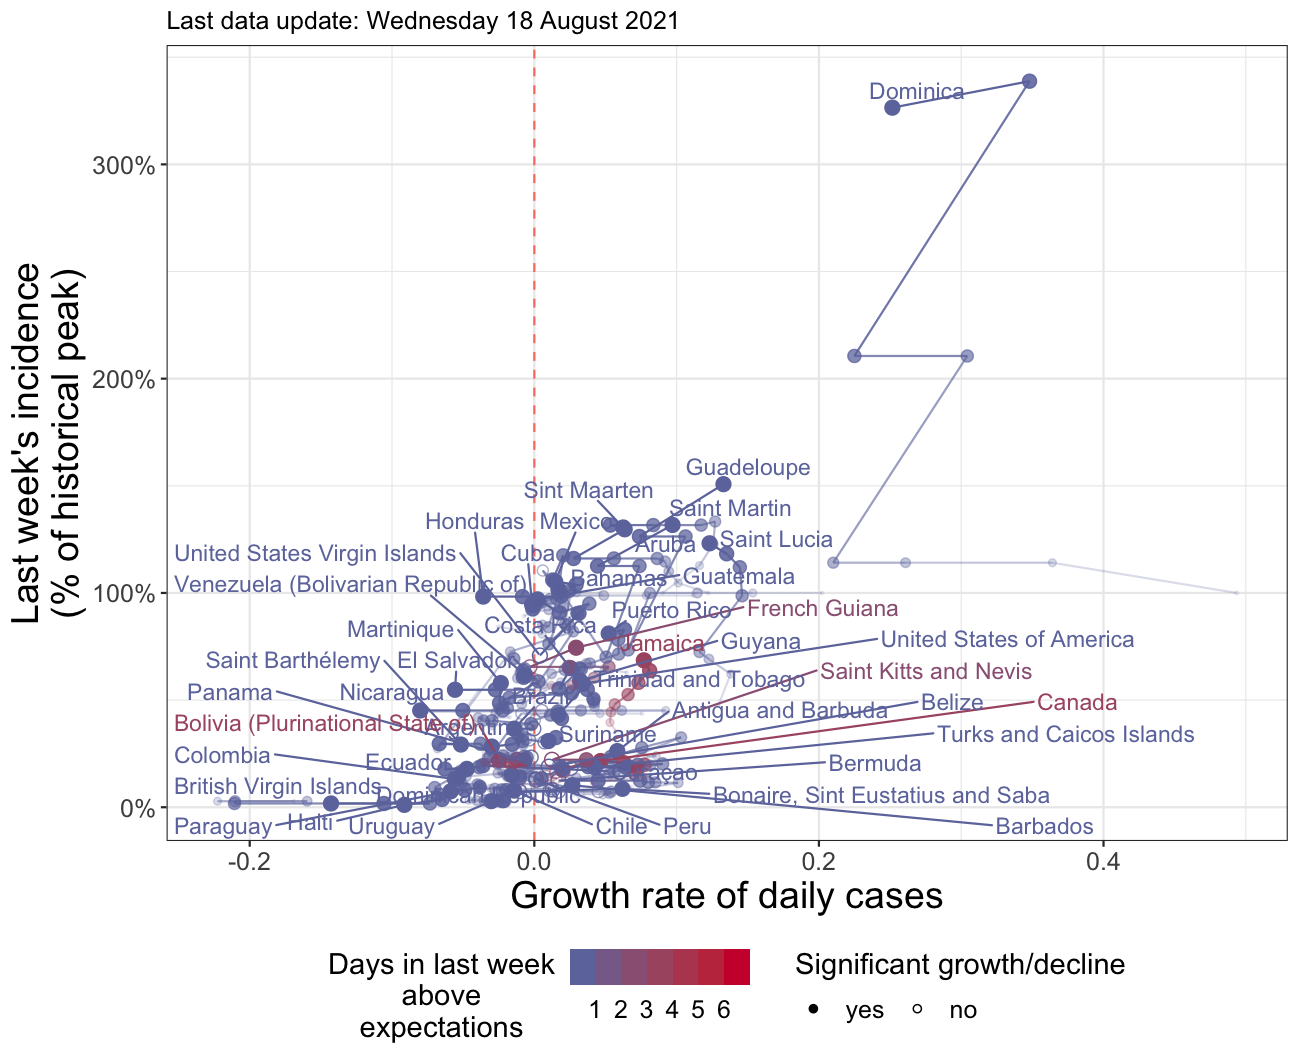 Last data update: Wednesday 18 August 2021
Last week's incidence
(% of historical peak)
300%
200%
100%
0%
Dominica
Guadeloupe
Sint Maarten
Saint Martin
Honduras
Mexico
Aruba
Saint Lucia
United States Virgin Islands
Cuba
Venezuela (Bolivarian Republic of)
Bahamas
Guatemala
Costa Rica
Puerto Rico
French Guiana
Martinique
Jamaica
Guyana
United States of America
Saint Barthélemy
El Salvador
Saint Kitts and Nevis
Panama
Nicaragua
Brazil
Trinidad and Tobago
Antigua and Barbuda
Belize
Canada
Bolivia (Plurinational State of)
Argentina
Suriname
Turks and Caicos Islands
Colombia
Ecuador
Curacao
Bermuda
British Virgin Islands
Dominican Republic
Bonaire, Sint Eustatius and Saba
Paraguay
Haiti
Uruguay
Chile
Peru
Barbados
-0.2
0.0
0.2
0.4
Growth rate of daily cases
Days in last week
above
expectations
1 2 3 4 5 6
Significant growth/decline
yes
no